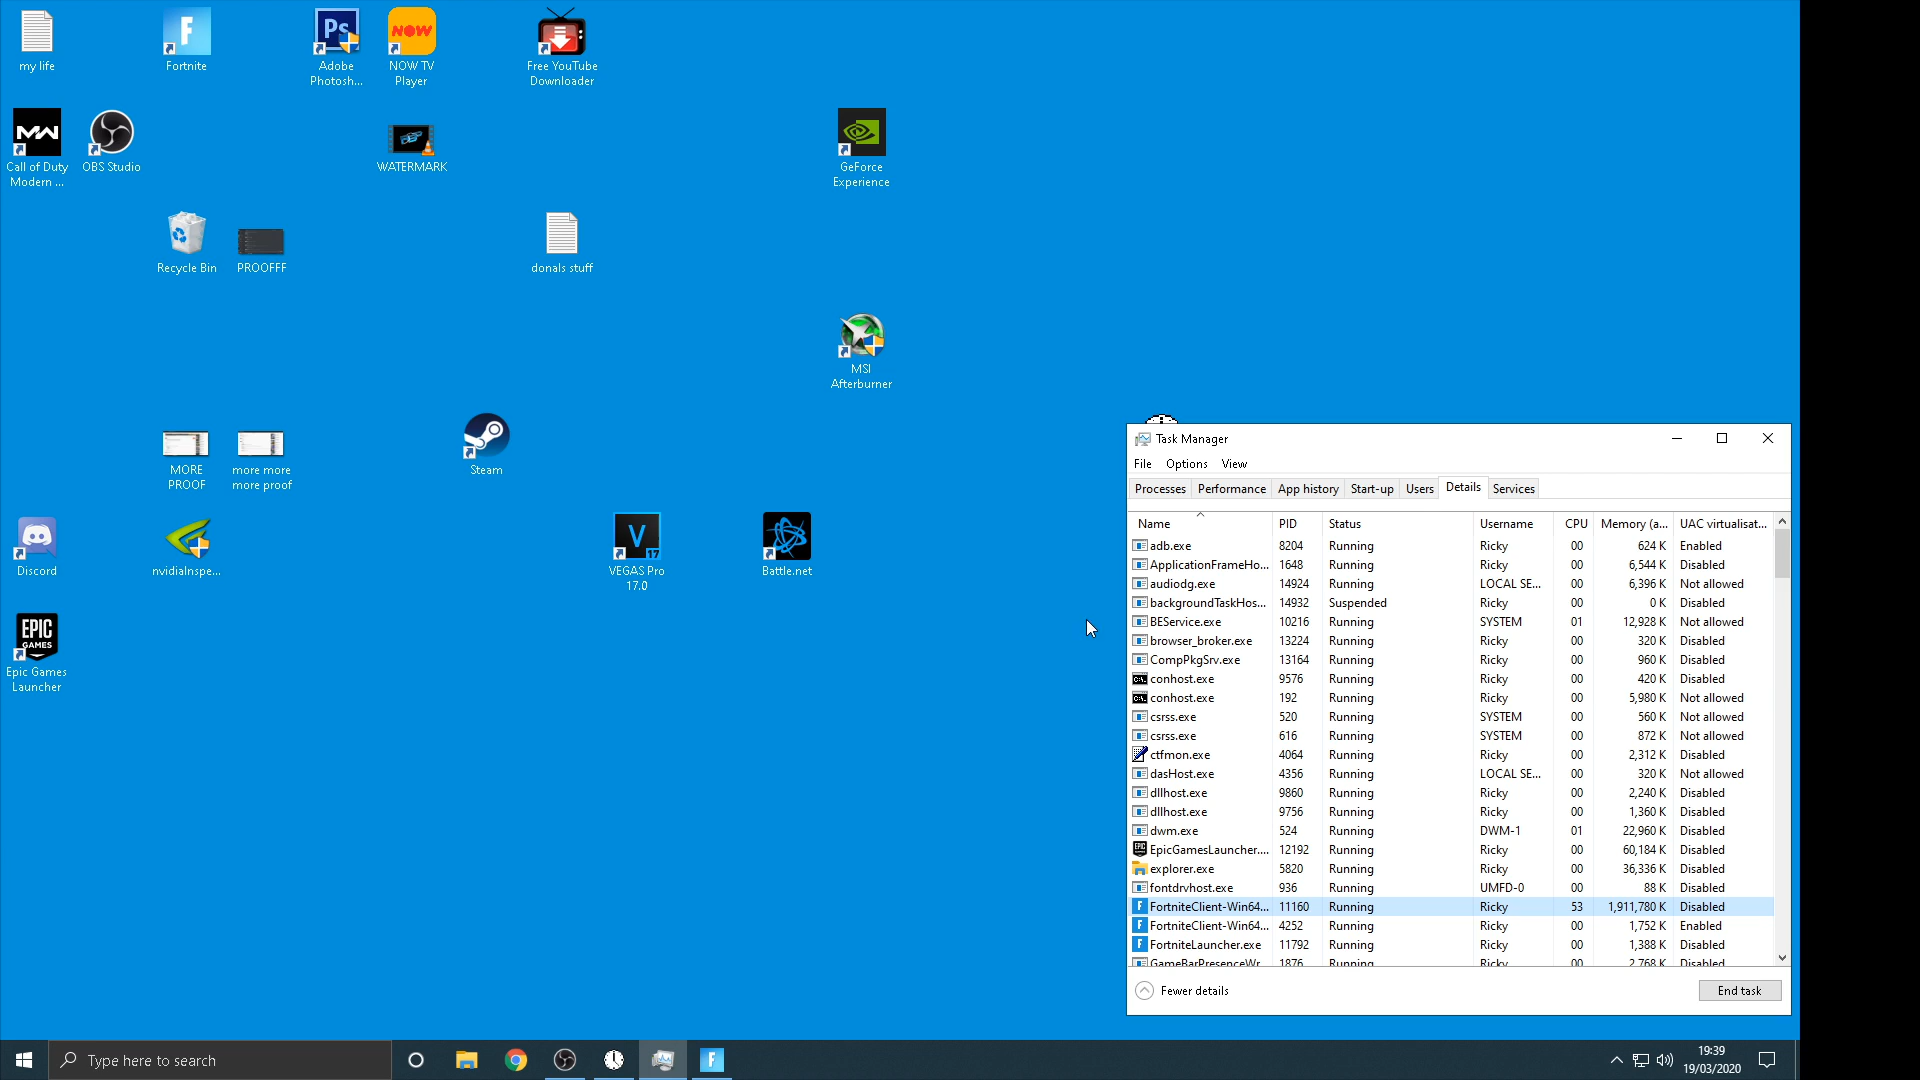 my life
Fortnite
Ps
Adobe
Photosh...
NOW
NOW TV
Player
Free YouTube
Downloader
Call of Duty
Modern ...
OBS Studio
WATERMARK
GeForce
Experience
Recycle Bin
PROOFFF
donals stuff
MSI
Afterburner
MORE
PROOF
more more
more proof
Steam
Discord
nvidiaInspe...
V
17
VEGAS Pro
17.0
Battle.net
EPIC
GAMES
Epic Games
Launcher
Task Manager
File Options View
Processes Performance App history Start-up Users Details Services
Name PID Status Username CPU Memory (a... UAC virtualisat...
adb.exe 8204 Running Ricky 00 624 K Enabled
ApplicationFrameHo... 1648 Running Ricky 00 6,544 K Disabled
audiodg.exe 14924 Running LOCAL SE... 00 6,396 K Not allowed
backgroundTaskHos... 14932 Suspended Ricky 00 0 K Disabled
BEService.exe 10216 Running SYSTEM 01 12,928 K Not allowed
browser_broker.exe 13224 Running Ricky 00 320 K Disabled
CompPkgSrv.exe 13164 Running Ricky 00 960 K Disabled
conhost.exe 9576 Running Ricky 00 420 K Disabled
conhost.exe 192 Running Ricky 00 5,980 K Not allowed
csrss.exe 520 Running SYSTEM 00 560 K Not allowed
csrss.exe 616 Running SYSTEM 00 872 K Not allowed
ctfmon.exe 4064 Running Ricky 00 2,312 K Disabled
dasHost.exe 4356 Running LOCAL SE... 00 320 K Not allowed
dllhost.exe 9860 Running Ricky 00 2,240 K Disabled
dllhost.exe 9756 Running Ricky 00 1,360 K Disabled
dwm.exe 524 Running DWM-1 01 22,960 K Disabled
EpicGamesLauncher.... 12192 Running Ricky 00 60,184 K Disabled
explorer.exe 5820 Running Ricky 00 36,336 K Disabled
fontdrvhost.exe 936 Running UMFD-0 00 88 K Disabled
FortniteClient-Win64... 11160 Running Ricky 53 1,911,780 K Disabled
FortniteClient-Win64... 4252 Running Ricky 00 1,752 K Enabled
FortniteLauncher.exe 11792 Running Ricky 00 1,388 K Disabled
GameBarPresenceWr... 1876 Running Ricky 00 2,768 K Disabled
Fewer details
End task
Type here to search
19:39
19/03/2020